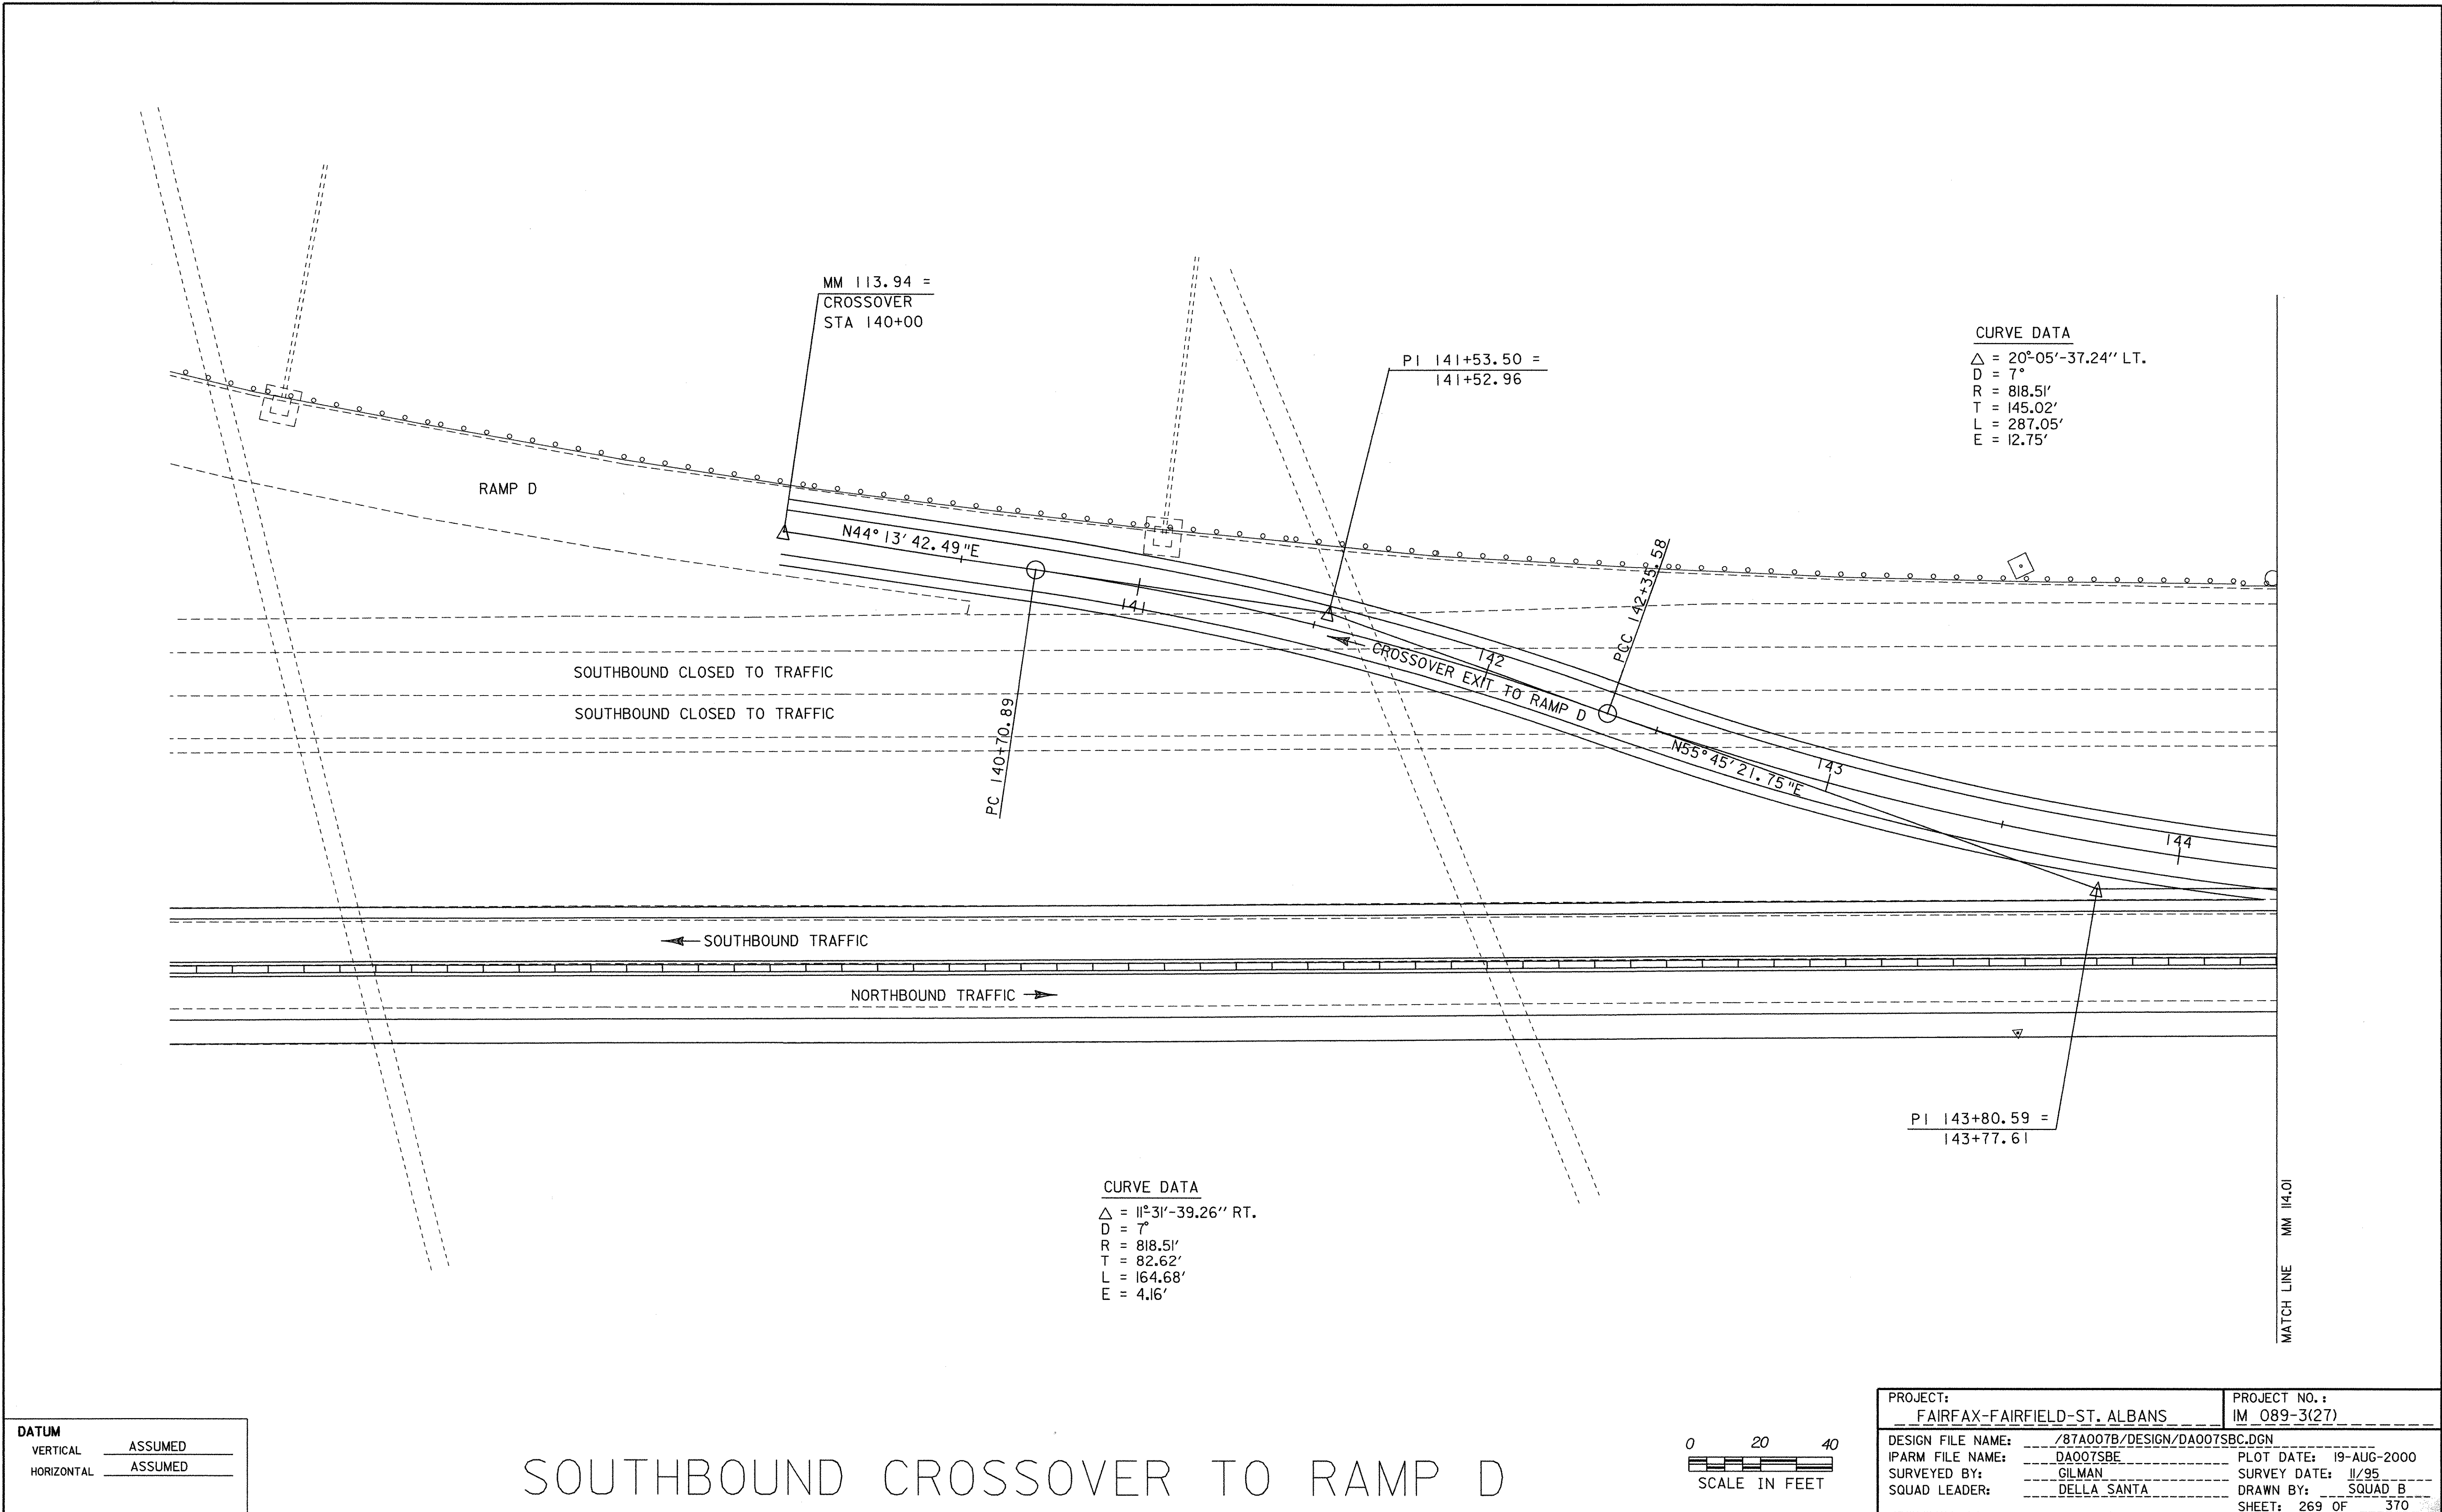 MM 113.94 =
CROSSOVER
STA 140+00
PI 141+53.50 =
141+52.96
CURVE DATA
△ = 20°-05'-37.24" LT.
D = 7°
R = 818.51'
T = 145.02'
L = 287.05'
E = 12.75'
RAMP D
N44° 13' 42.49"E
141
PCC 142+35.58
142
CROSSOVER EXIT TO RAMP D
SOUTHBOUND CLOSED TO TRAFFIC
SOUTHBOUND CLOSED TO TRAFFIC
PC 140+70.89
N55° 45' 21.75"E
143
144
SOUTHBOUND TRAFFIC
NORTHBOUND TRAFFIC
PI 143+80.59 =
143+77.61
CURVE DATA
△ = 11°-31'-39.26" RT.
D = 7°
R = 818.51'
T = 82.62'
L = 164.68'
E = 4.16'
MATCH LINE MM 114.01
DATUM
VERTICAL ASSUMED
HORIZONTAL ASSUMED
SOUTHBOUND CROSSOVER TO RAMP D
0 20 40
SCALE IN FEET
PROJECT: PROJECT NO.:
FAIRFAX-FAIRFIELD-ST. ALBANS IM 089-3(27)
DESIGN FILE NAME: /87A007B/DESIGN/DA007SBC.DGN
IPARM FILE NAME: DA007SBE PLOT DATE: 19-AUG-2000
SURVEYED BY: GILMAN SURVEY DATE: 11/95
SQUAD LEADER: DELLA SANTA DRAWN BY: SQUAD B
SHEET: 269 OF 370